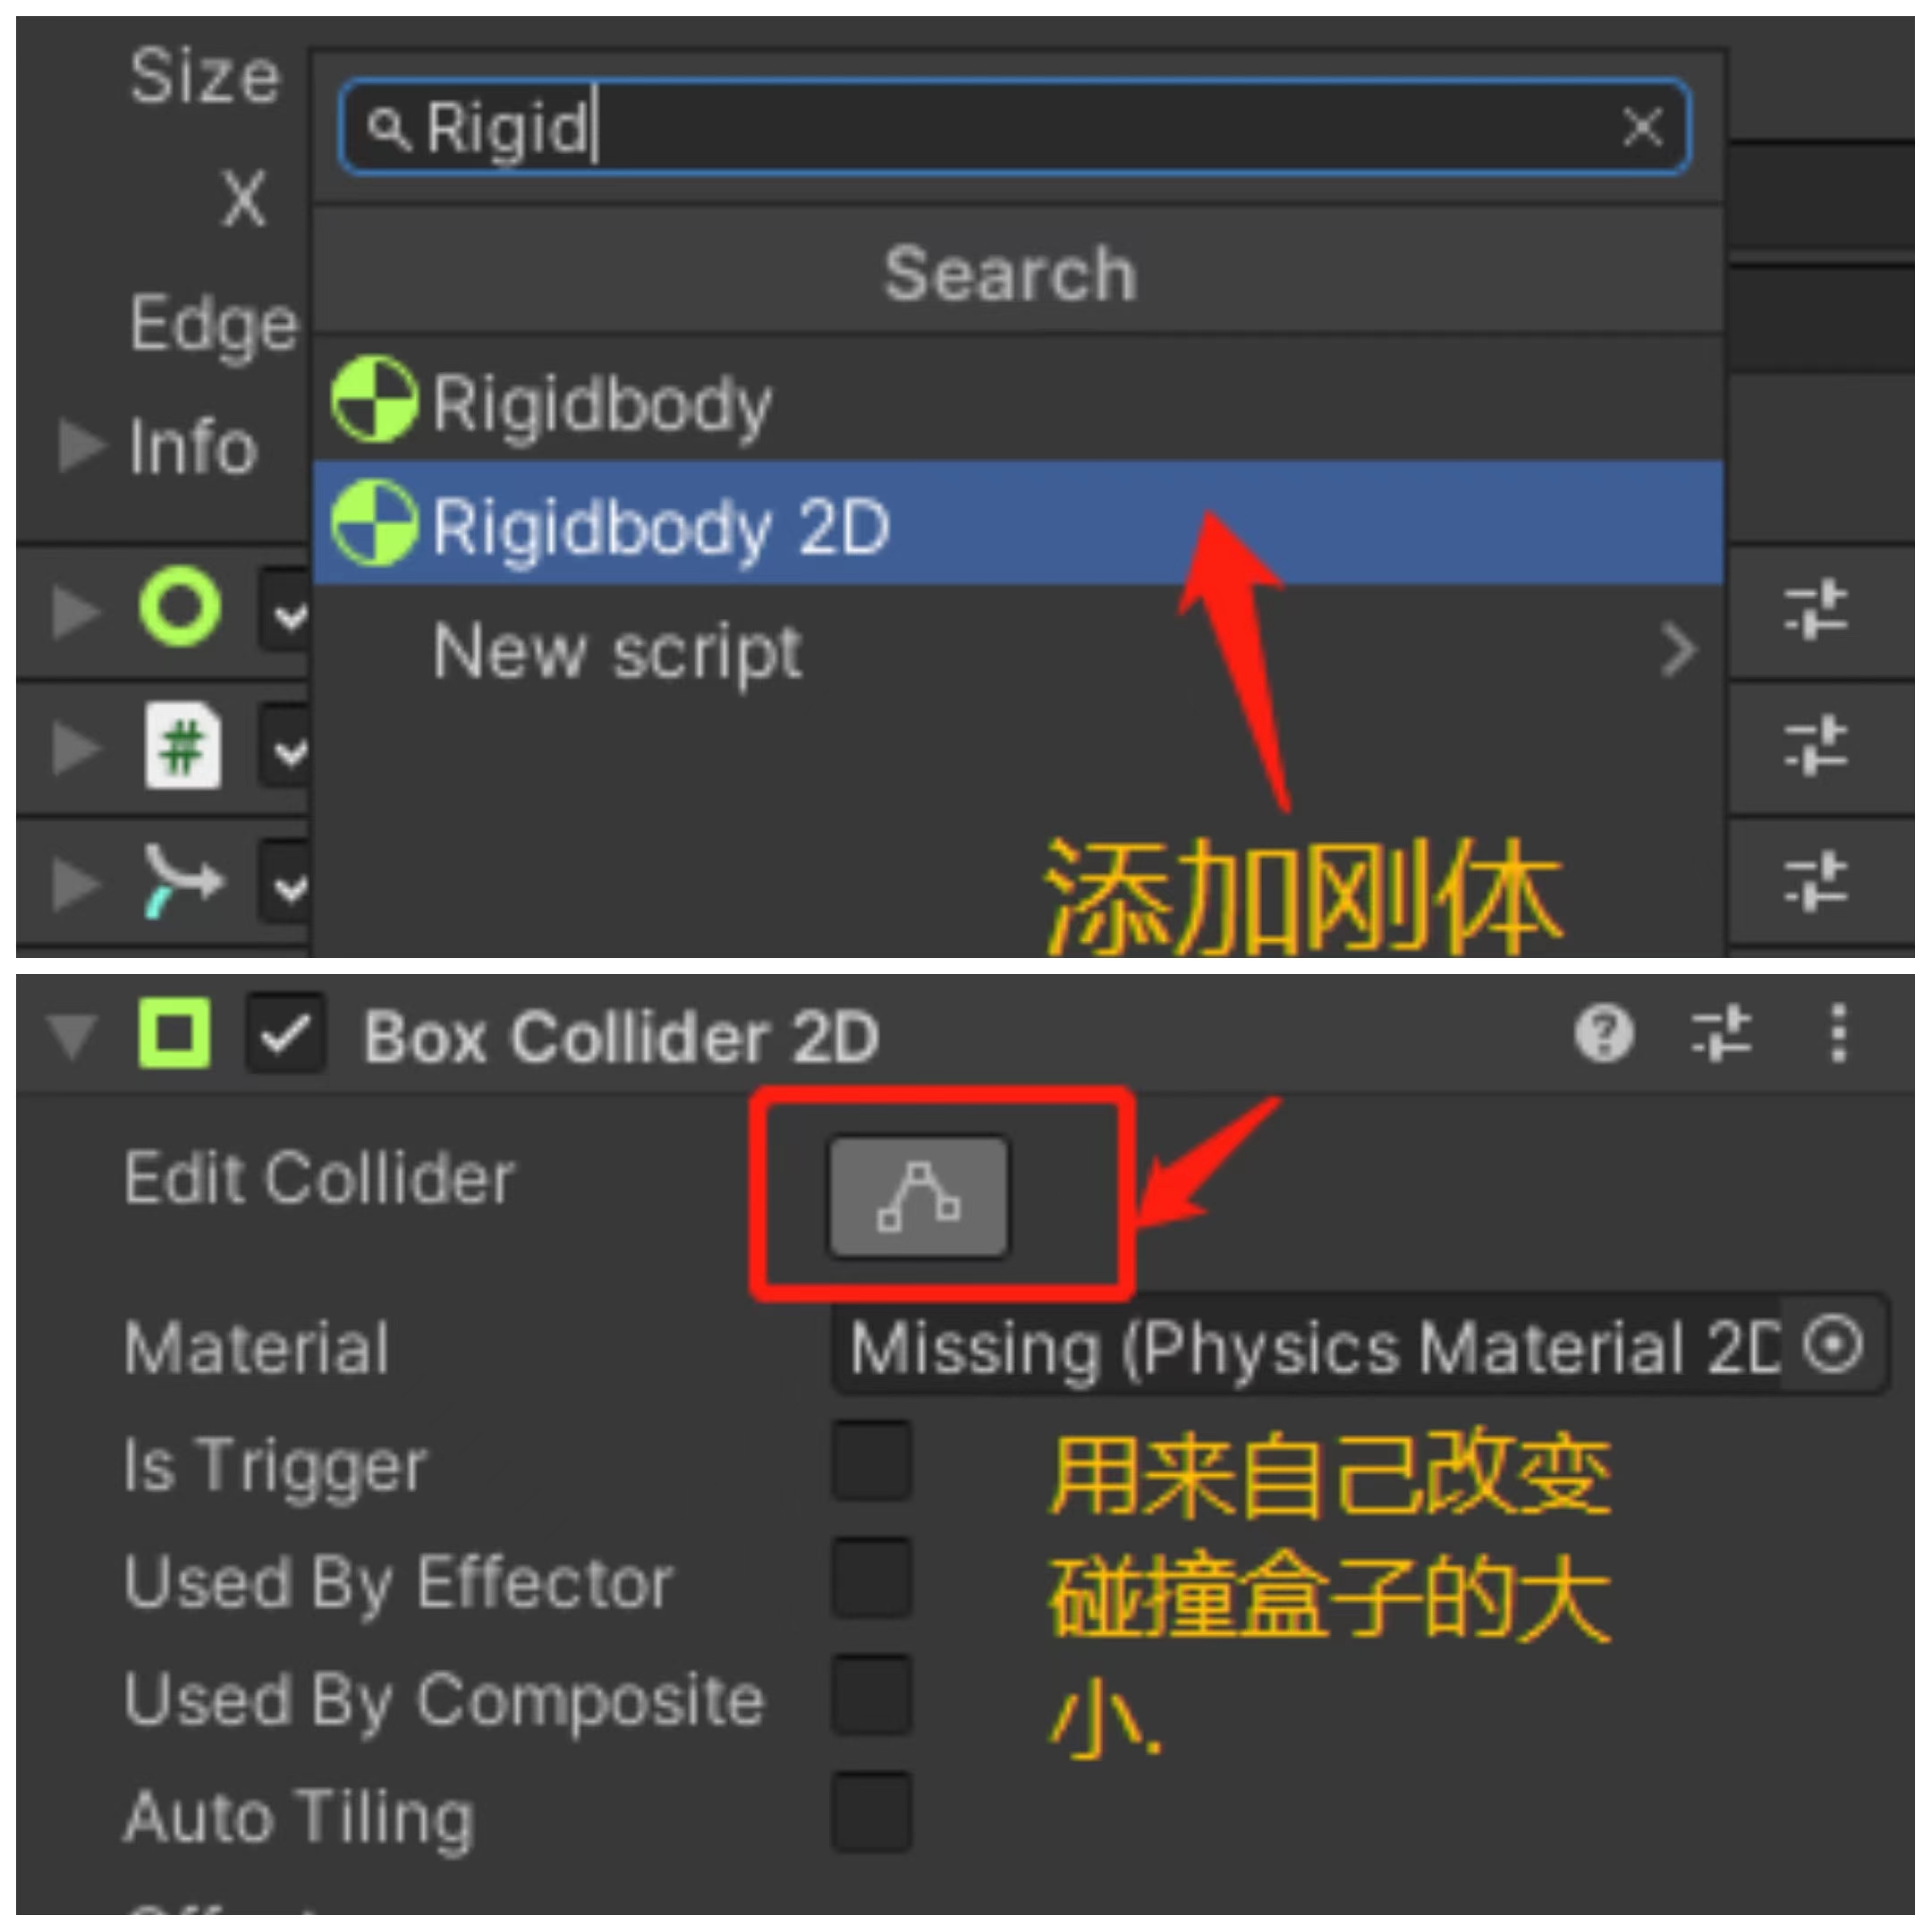 Size
Rigid
X
Search
Edge
Rigidbody
Info
Rigidbody 2D
New script
#
添加刚体
Box Collider 2D
?
Edit Collider
Material
Missing (Physics Material 2D
Is Trigger
用来自己改变
Used By Effector
碰撞盒子的大
Used By Composite
小.
Auto Tiling